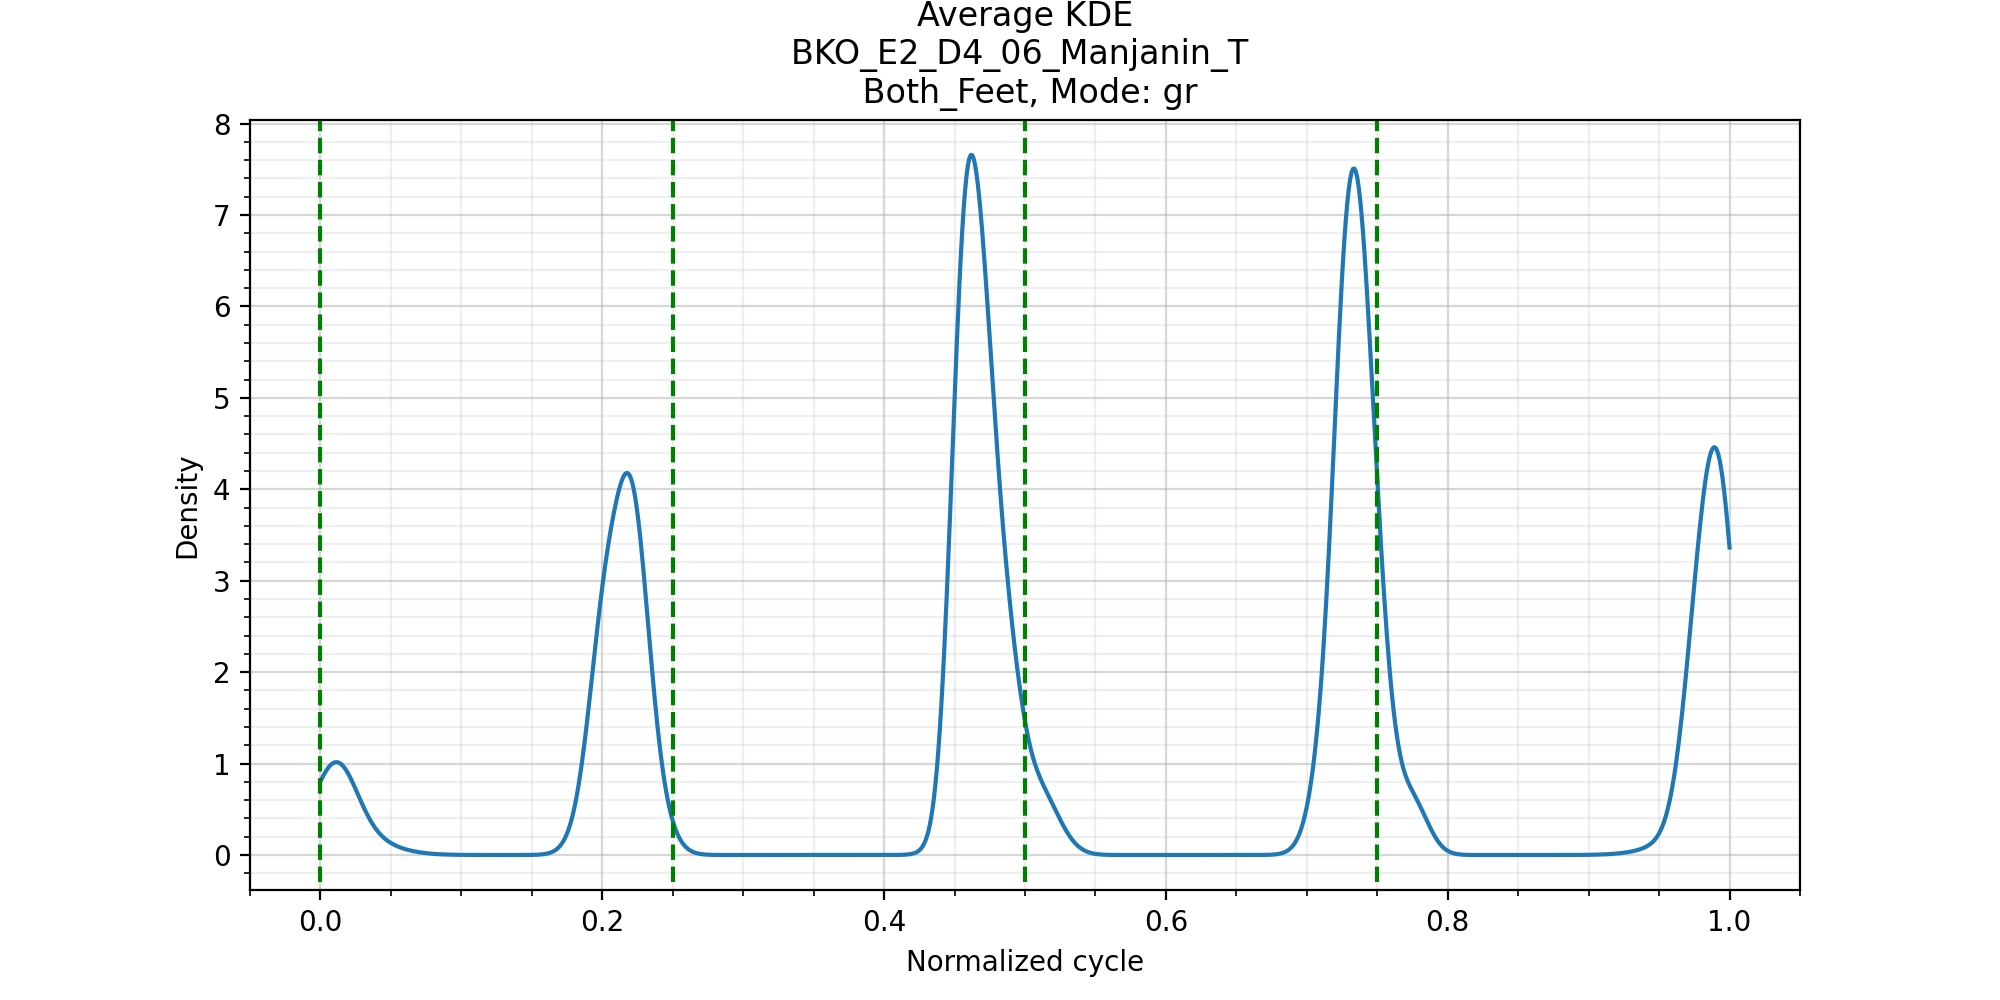 Average KDE
BKO_E2_D4_06_Manjanin_T
Both_Feet, Mode: gr
8
7
6
5
4
3
2
1
0
Density
0.0 0.2 0.4 0.6 0.8 1.0
Normalized cycle